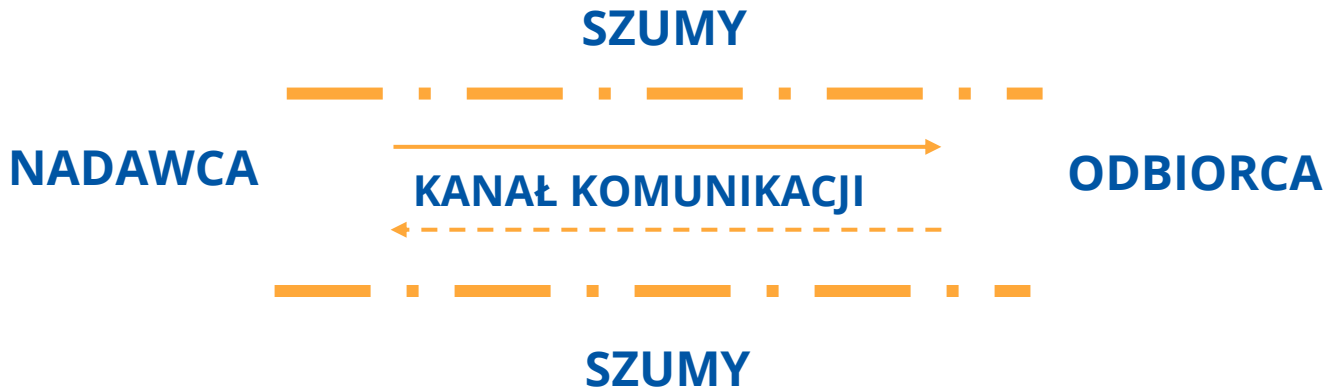 SZUMY
NADAWCA
KANAŁ KOMUNIKACJI
ODBIORCA
SZUMY